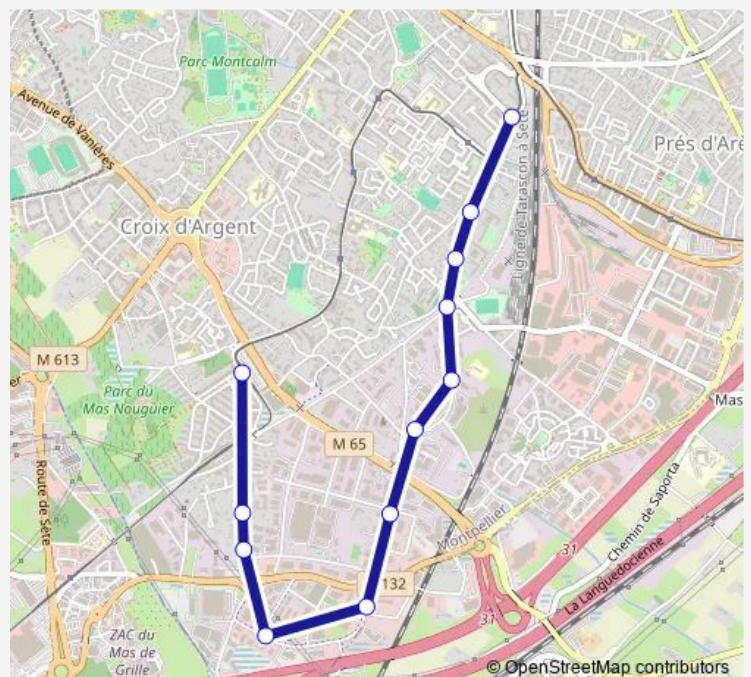 Parc Montcalm
Avenue de Vanières
Ligne de Tarascon à Sète
Prés d'Are
Croix d'Argent
M 613
Parc du
Mas Nouguier
Mas
M 65
Route de Sète
Montpellier
Chemin de Saporta
31
La Languedocienne
132
31
ZAC du
Mas de
Grille
© OpenStreetMap contributors